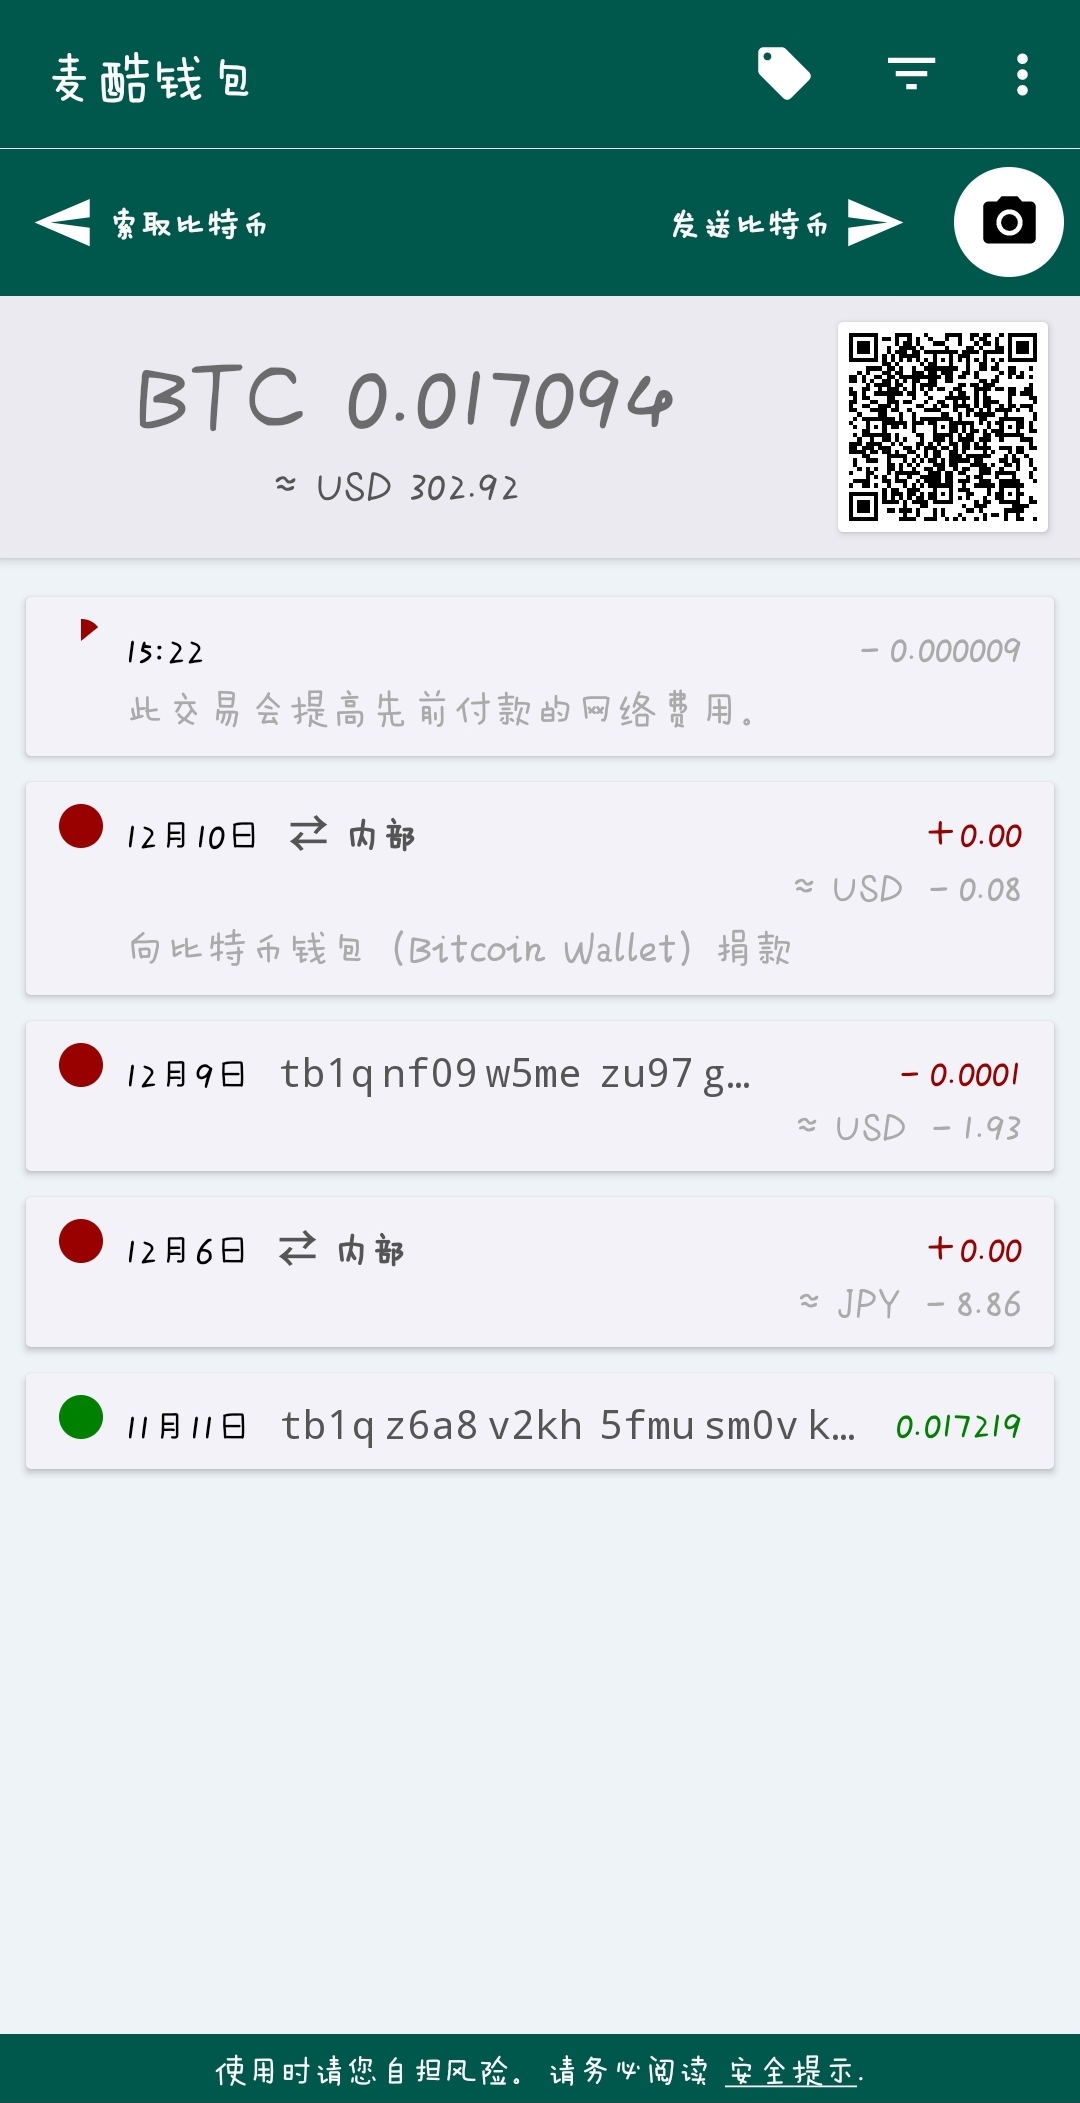 麦酷钱包
索取比特币 发送比特币
BTC 0.017094
≈ USD 302.92
15:22 - 0.000009
此交易会提高先前付款的网络费用。
12月10日 ⇄ 内部 +0.00
≈ USD - 0.08
向比特币钱包 (Bitcoin Wallet) 捐款
12月9日 tb1q nf09 w5me zu97 g… - 0.0001
≈ USD - 1.93
12月6日 ⇄ 内部 +0.00
≈ JPY - 8.86
11月11日 tb1q z6a8 v2kh 5fmu sm0v k… 0.017219
使用时请您自担风险。请务必阅读 安全提示.